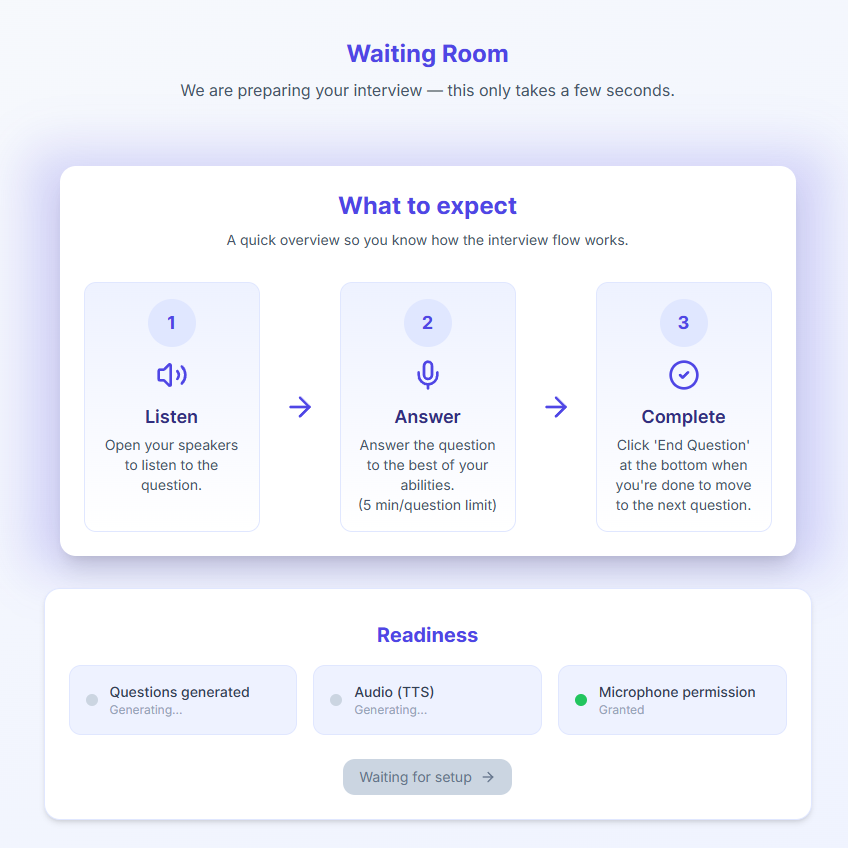 Waiting Room
We are preparing your interview — this only takes a few seconds.
What to expect
A quick overview so you know how the interview flow works.
1
Listen
Open your speakers
to listen to the
question.
2
Answer
Answer the question
to the best of your
abilities.
(5 min/question limit)
3
Complete
Click 'End Question'
at the bottom when
you're done to move
to the next question.
Readiness
Questions generated
Generating...
Audio (TTS)
Generating...
Microphone permission
Granted
Waiting for setup